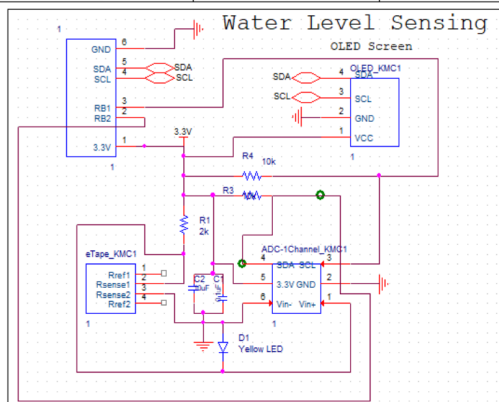 Water Level Sensing
OLED Screen
1
GND 6
SDA 5 SDA
SCL 4 SCL
RB1 3
RB2 2
3.3V 1
1
3.3V
OLED_KMC1
SDA 4 SDA
SCL 3 SCL
2 GND
1 VCC
1
R4 10k
R3
R1
2k
eTape_KMC1
Rref1 1
Rsense1 2
Rsense2 3
Rref2 4
1
C2 C1
ADC-1Channel_KMC1
4 SDA SCL 3
5 3.3V GND 2
6 Vin- Vin+ 1
1
D1
Yellow LED